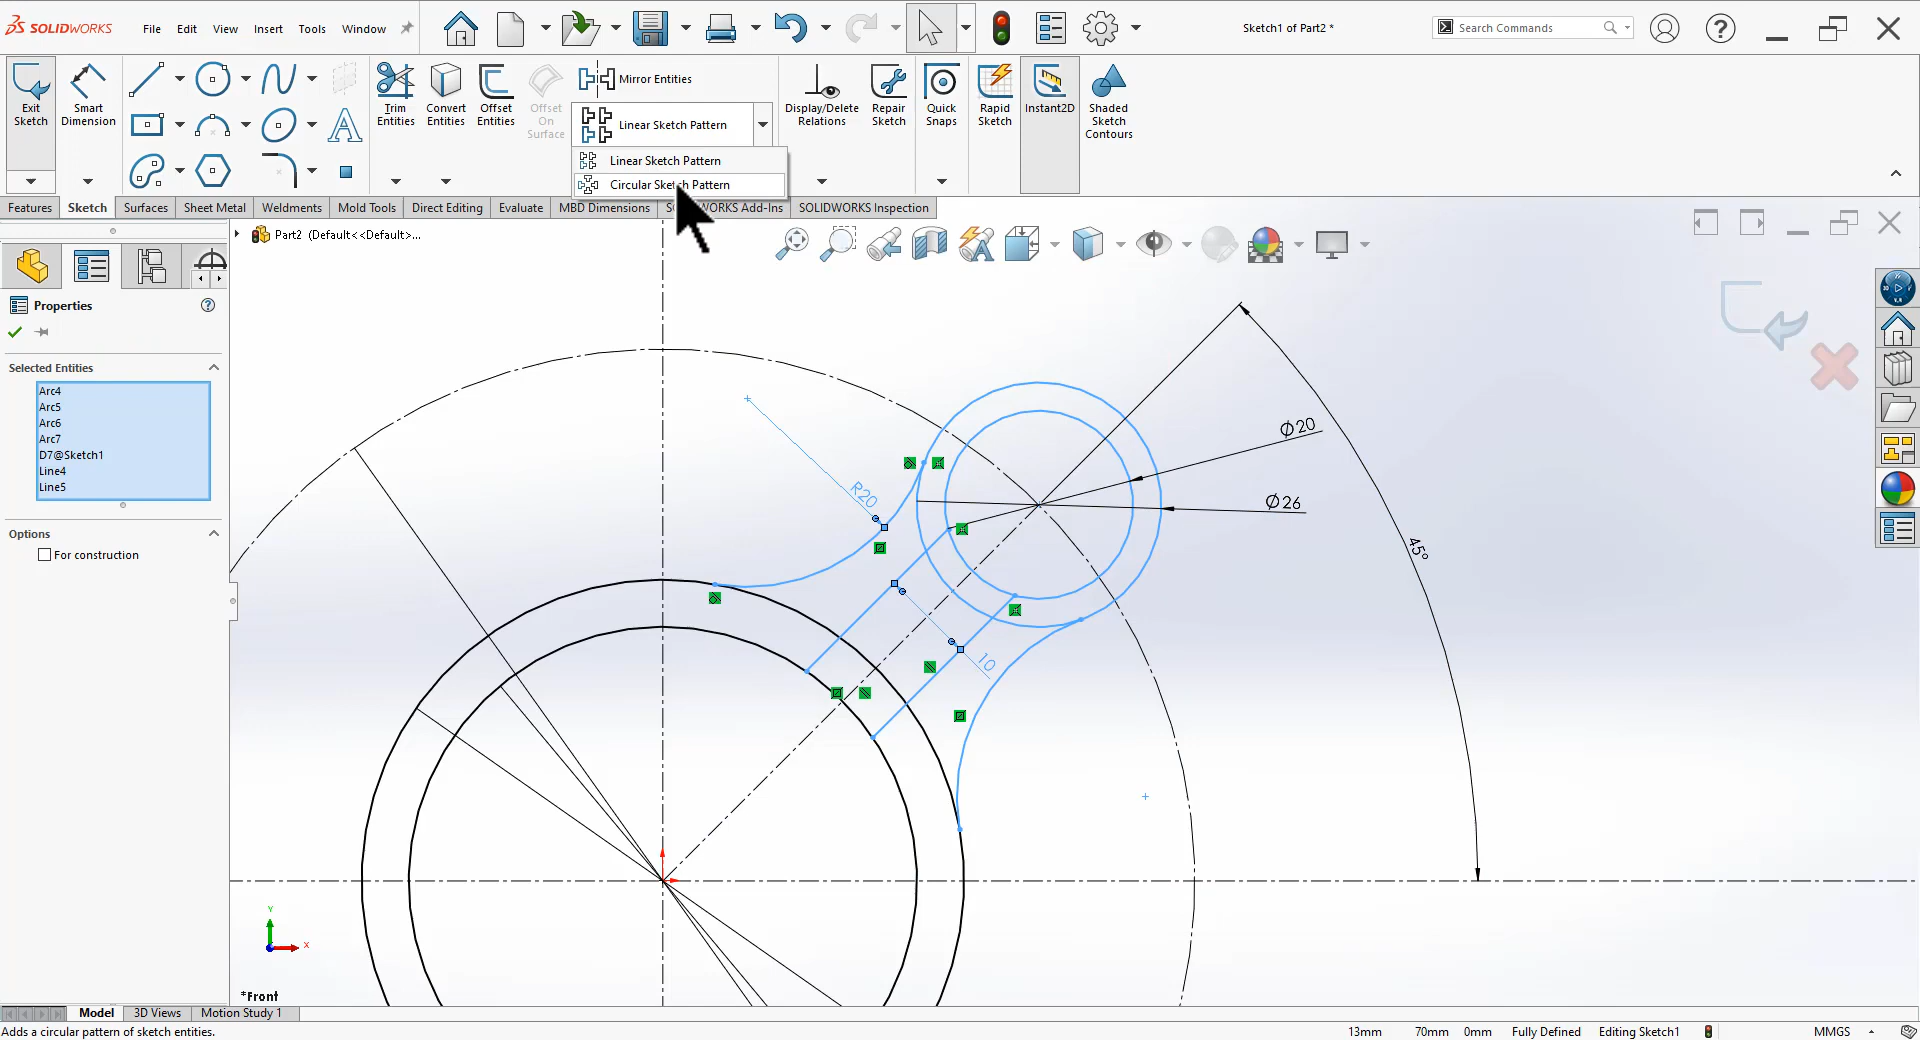 SOLIDWORKS
File
Edit
View
Insert
Tools
Window
Sketch1 of Part2 *
Search Commands
Exit
Sketch
Smart
Dimension
Trim
Entities
Convert
Entities
Offset
Entities
Offset
On
Surface
Mirror Entities
Linear Sketch Pattern
Linear Sketch Pattern
Circular Sketch Pattern
Display/Delete
Relations
Repair
Sketch
Quick
Snaps
Rapid
Sketch
Instant2D
Shaded
Sketch
Contours
Features
Sketch
Surfaces
Sheet Metal
Weldments
Mold Tools
Direct Editing
Evaluate
MBD Dimensions
Add-Ins
SOLIDWORKS Inspection
Part2 (Default<<Default>...
Properties
Selected Entities
Arc4
Arc5
Arc6
Arc7
D7@Sketch1
Line4
Line5
Options
For construction
R20
10
Ø20
Ø26
45°
Y
X
*Front
Model
3D Views
Motion Study 1
Adds a circular pattern of sketch entities.
13mm
70mm
0mm
Fully Defined
Editing Sketch1
MMGS